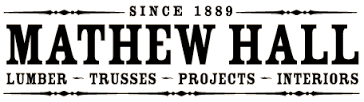 SINCE 1889
MATHEW HALL
LUMBER – TRUSSES – PROJECTS – INTERIORS